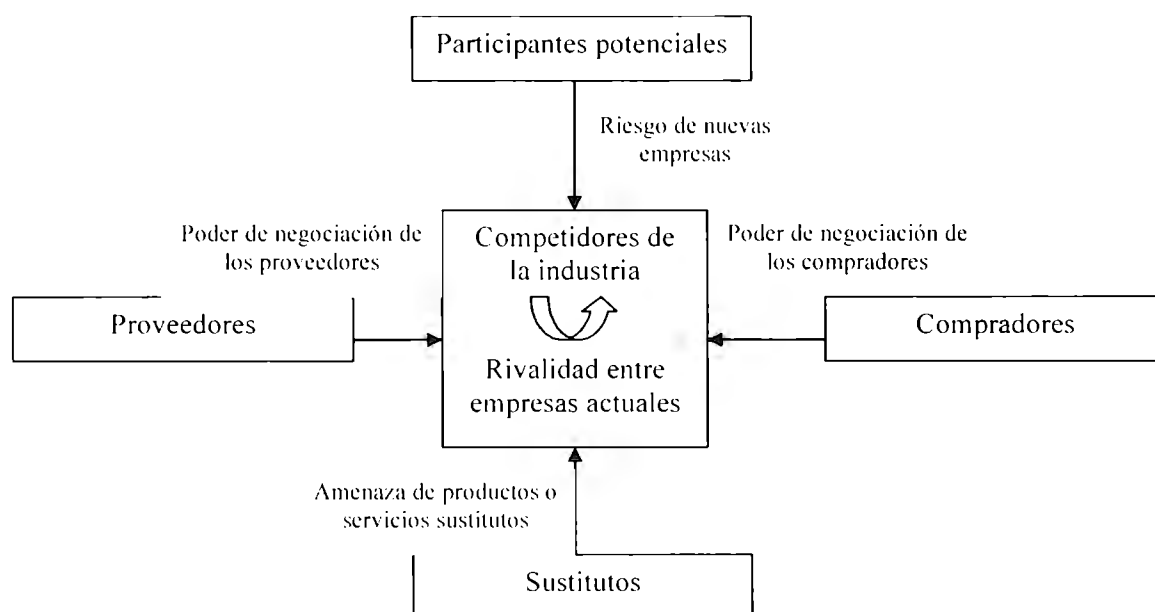 Participantes potenciales
Riesgo de nuevas
empresas
Poder de negociación de
los proveedores
Competidores de
la industria
Poder de negociación de
los compradores
Proveedores
Compradores
Rivalidad entre
empresas actuales
Amenaza de productos o
servicios sustitutos
Sustitutos